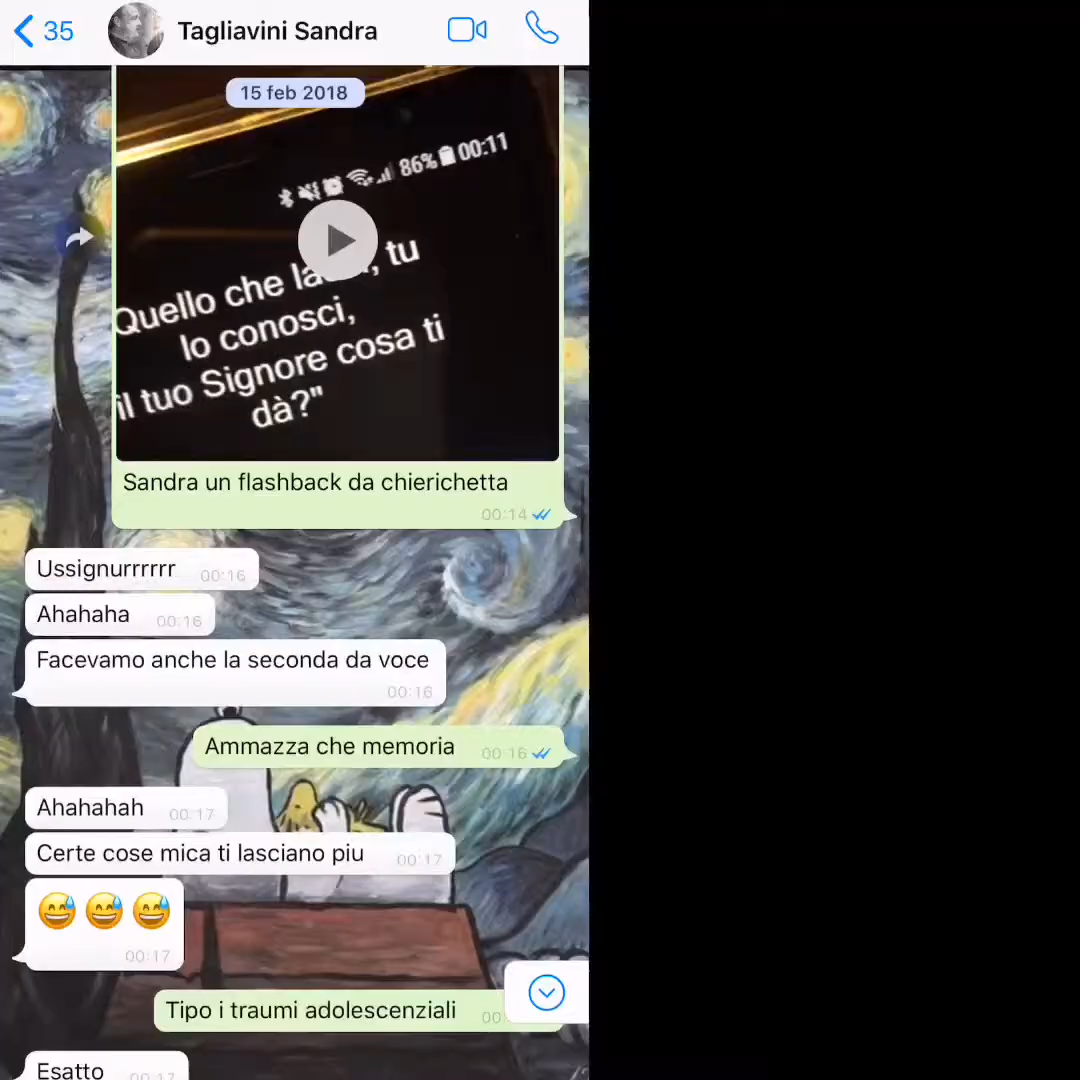 35
Tagliavini Sandra
15 feb 2018
86% 00:11
Quello che , tu
lo conosci,
il tuo Signore cosa ti
dà?"
Sandra un flashback da chierichetta
00:14
Ussignurrrrrr 00:16
Ahahaha 00:16
Facevamo anche la seconda da voce
00:16
Ammazza che memoria 00:16
Ahahahah 00:17
Certe cose mica ti lasciano piu 00:17
00:17
Tipo i traumi adolescenziali
Esatto 00:17